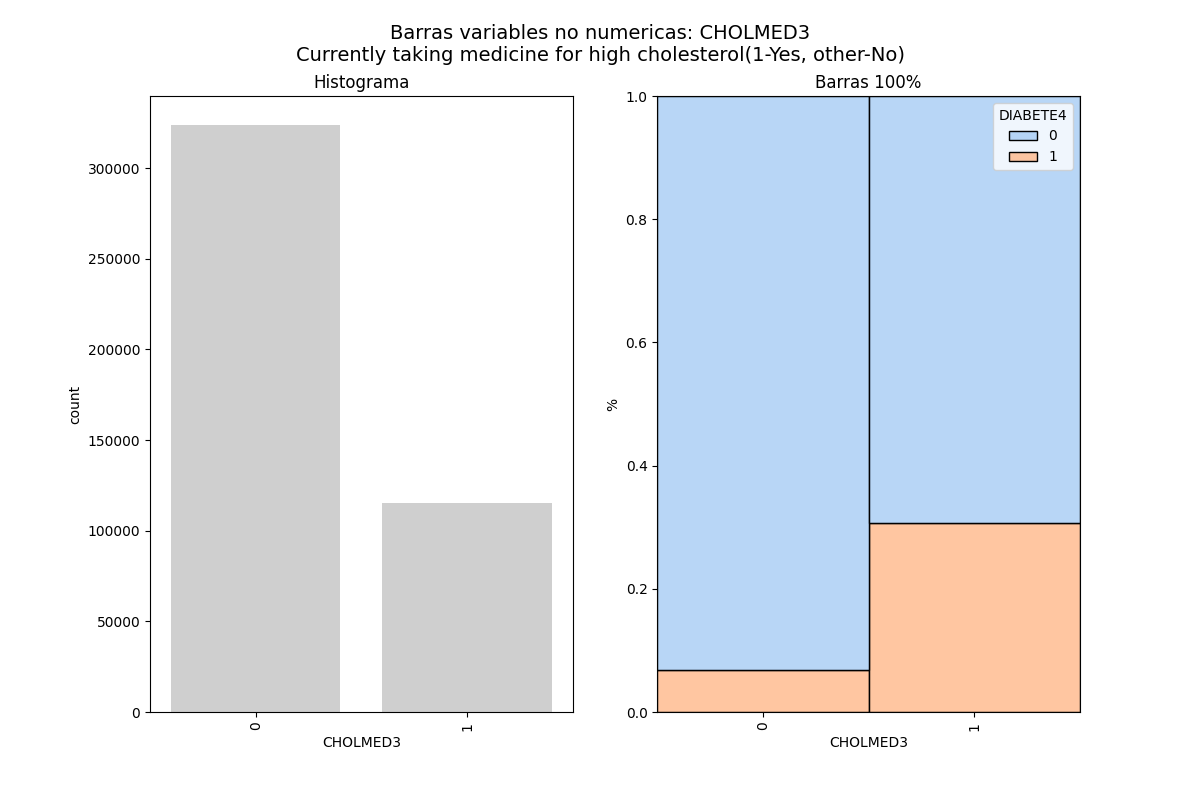 Barras variables no numericas: CHOLMED3
Currently taking medicine for high cholesterol(1-Yes, other-No)
Histograma
300000
250000
200000
150000
100000
50000
0
count
0
1
CHOLMED3
Barras 100%
1.0
0.8
0.6
0.4
0.2
0.0
%
DIABETE4
0
1
0
1
CHOLMED3